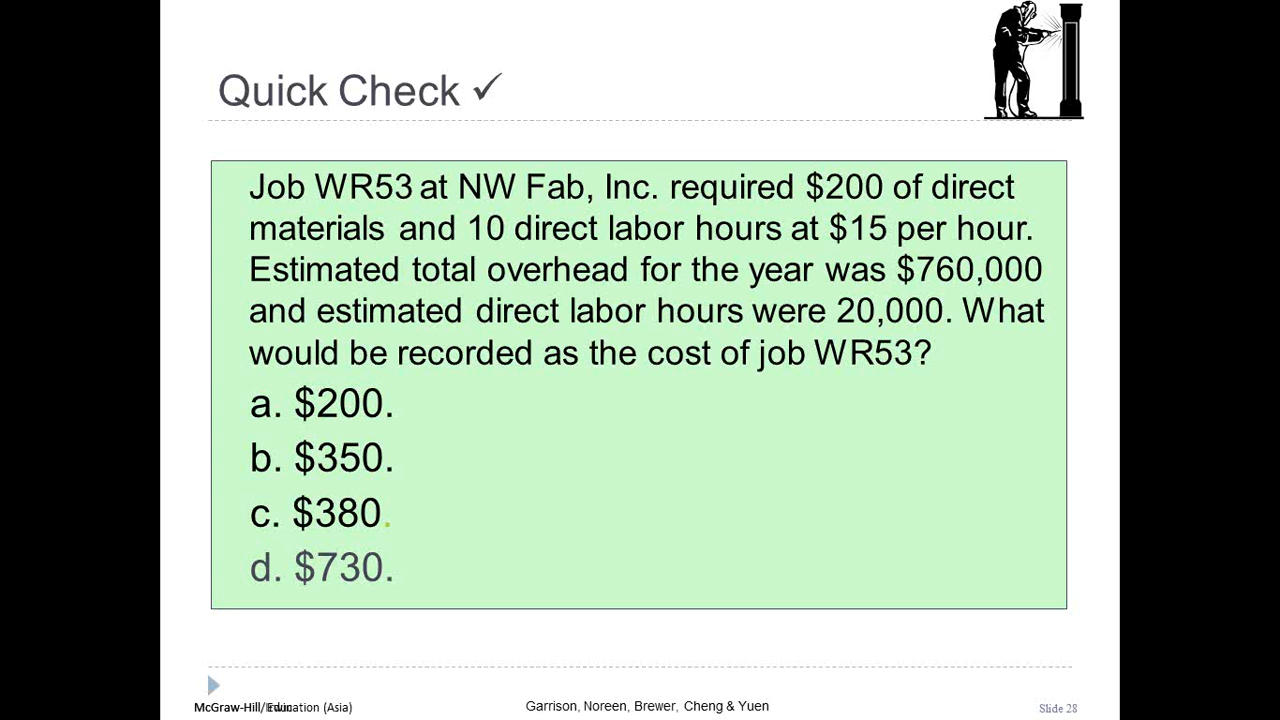 Quick Check ✓
Job WR53 at NW Fab, Inc. required $200 of direct
materials and 10 direct labor hours at $15 per hour.
Estimated total overhead for the year was $760,000
and estimated direct labor hours were 20,000. What
would be recorded as the cost of job WR53?
a. $200.
b. $350.
c. $380.
d. $730.
McGraw-Hill/Education (Asia)
Garrison, Noreen, Brewer, Cheng & Yuen
Slide 28